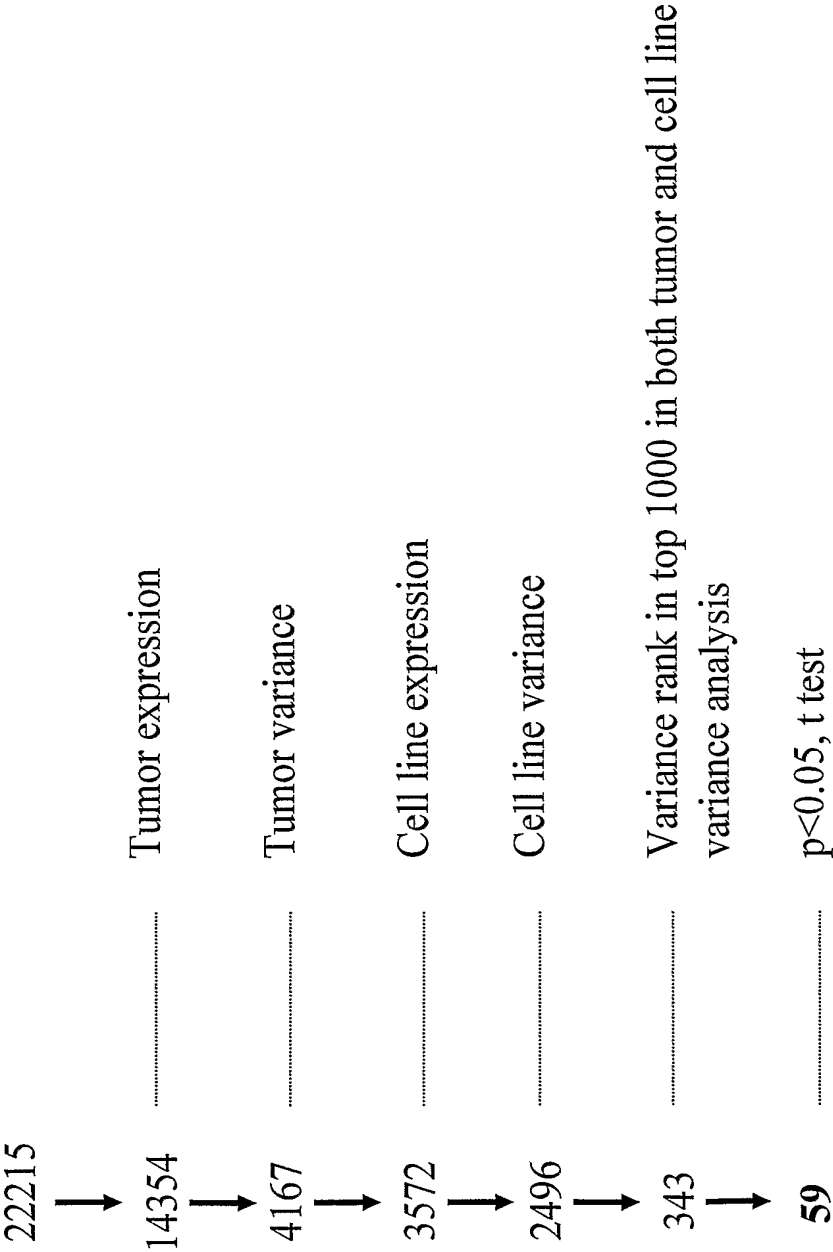 22215
14354 Tumor expression
4167 Tumor variance
3572 Cell line expression
2496 Cell line variance
343 Variance rank in top 1000 in both tumor and cell line
variance analysis
59 p<0.05, t test